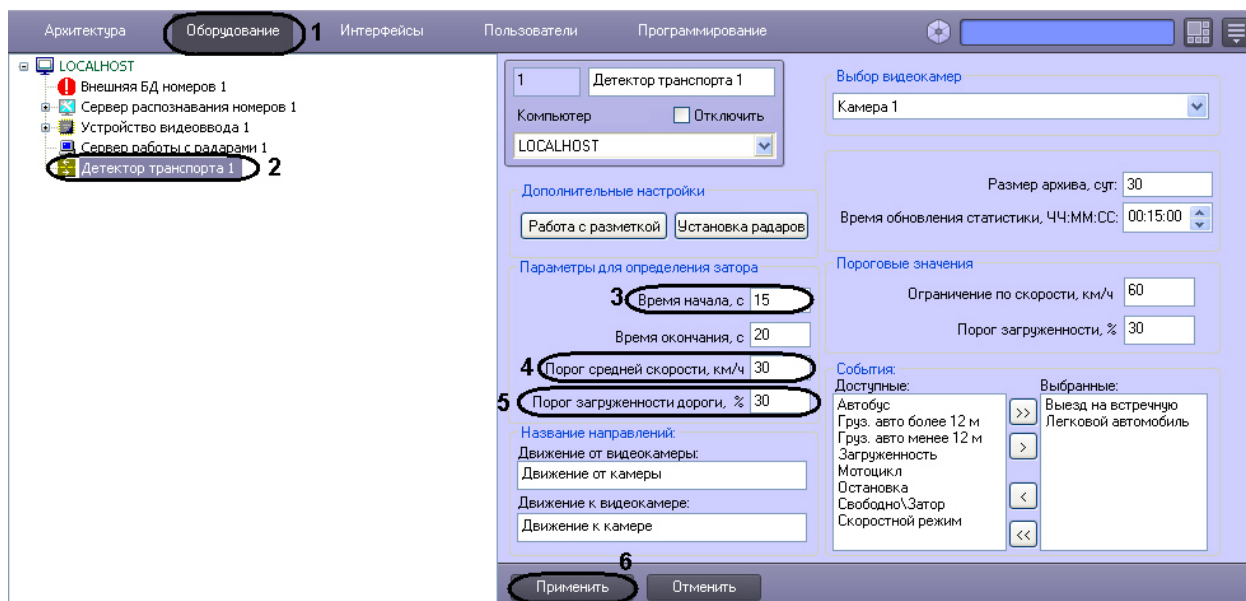 Архитектура Оборудование 1 Интерфейсы Пользователи Программирование
LOCALHOST
Внешняя БД номеров 1
Сервер распознавания номеров 1
Устройство видеоввода 1
Сервер работы с радарами 1
Детектор транспорта 1 2
1 Детектор транспорта 1
Компьютер Отключить
LOCALHOST
Дополнительные настройки
Работа с разметкой Установка радаров
Параметры для определения затора
3 Время начала, с 15
Время окончания, с 20
4 Порог средней скорости, км/ч 30
5 Порог загруженности дороги, % 30
Название направлений:
Движение от видеокамеры:
Движение от камеры
Движение к видеокамере:
Движение к камере
Выбор видеокамер
Камера 1
Размер архива, сут: 30
Время обновления статистики, ЧЧ:ММ:СС: 00:15:00
Пороговые значения
Ограничение по скорости, км/ч 60
Порог загруженности, % 30
События:
Доступные:
Автобус
Груз. авто более 12 м
Груз. авто менее 12 м
Загруженность
Мотоцикл
Остановка
Свободно\Затор
Скоростной режим
>>
>
<
<<
Выбранные:
Выезд на встречную
Легковой автомобиль
6
Применить Отменить